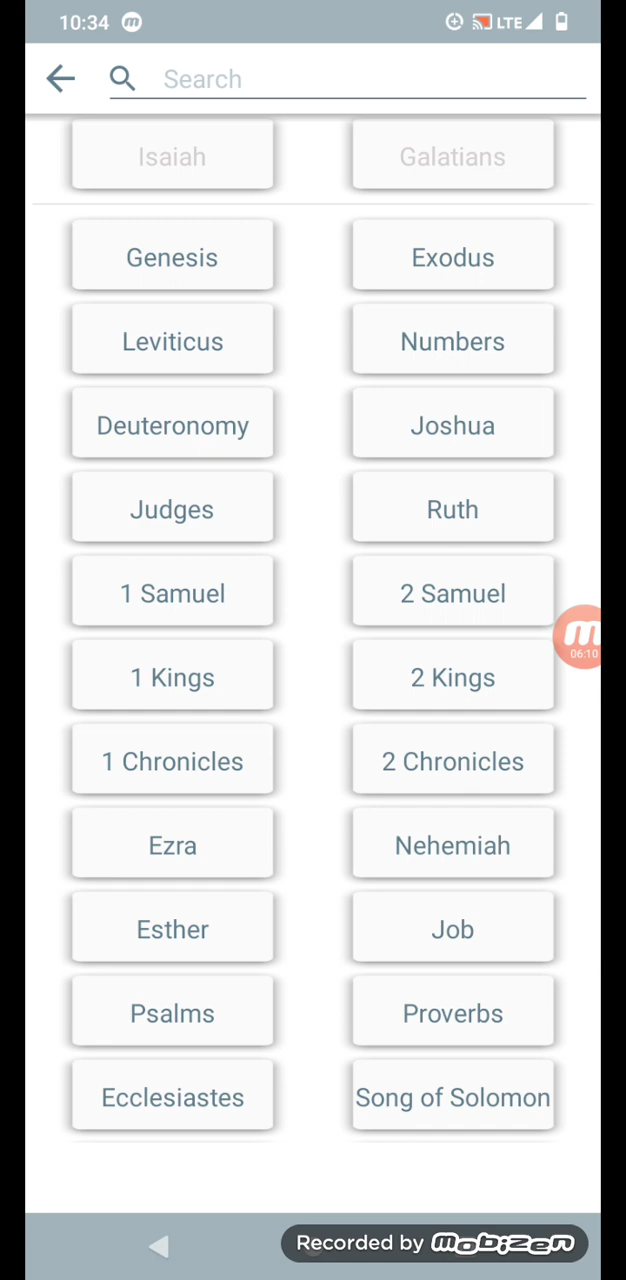 10:34 LTE
Search
Isaiah Galatians
Genesis Exodus
Leviticus Numbers
Deuteronomy Joshua
Judges Ruth
1 Samuel 2 Samuel
1 Kings 2 Kings
06:10
1 Chronicles 2 Chronicles
Ezra Nehemiah
Esther Job
Psalms Proverbs
Ecclesiastes Song of Solomon
Recorded by mobizen